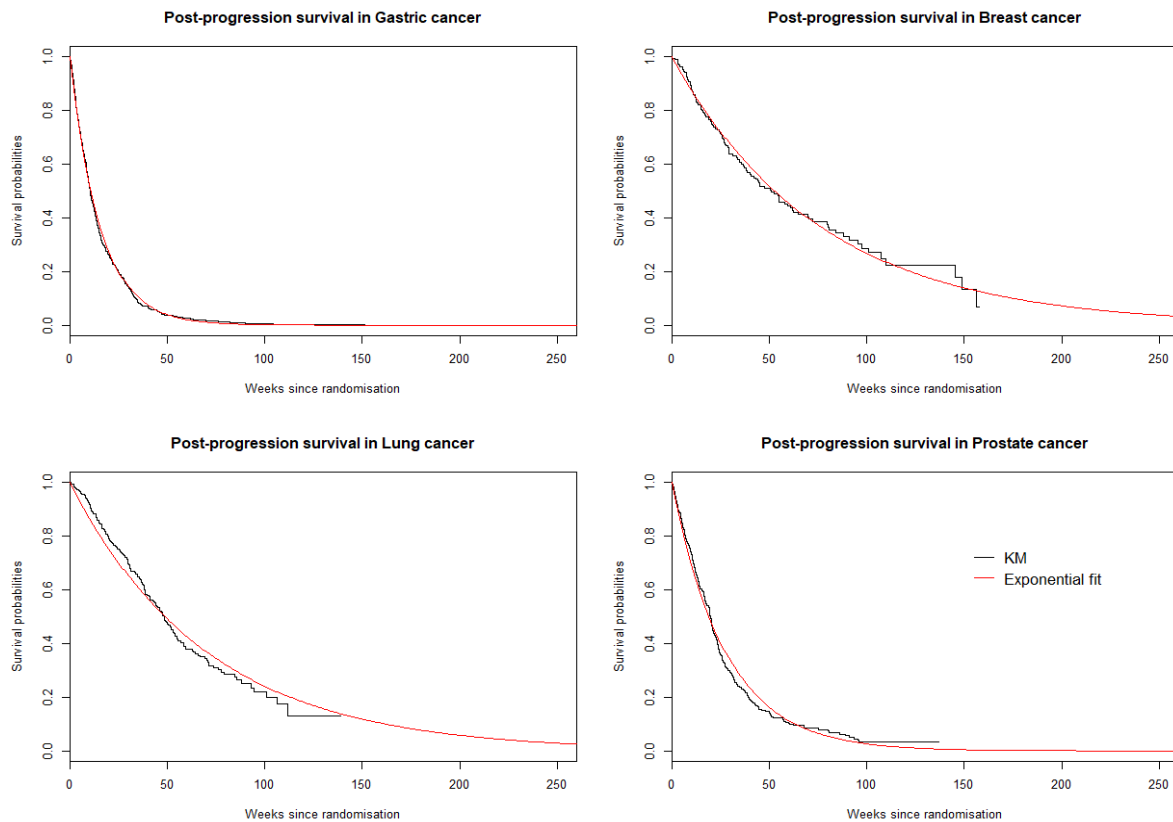 Post-progression survival in Gastric cancer
Survival probabilities
1.0
0.8
0.6
0.4
0.2
0.0
0 50 100 150 200 250
Weeks since randomisation
Post-progression survival in Breast cancer
Survival probabilities
1.0
0.8
0.6
0.4
0.2
0.0
0 50 100 150 200 250
Weeks since randomisation
Post-progression survival in Lung cancer
Survival probabilities
1.0
0.8
0.6
0.4
0.2
0.0
0 50 100 150 200 250
Weeks since randomisation
Post-progression survival in Prostate cancer
Survival probabilities
1.0
0.8
0.6
0.4
0.2
0.0
KM
Exponential fit
0 50 100 150 200 250
Weeks since randomisation